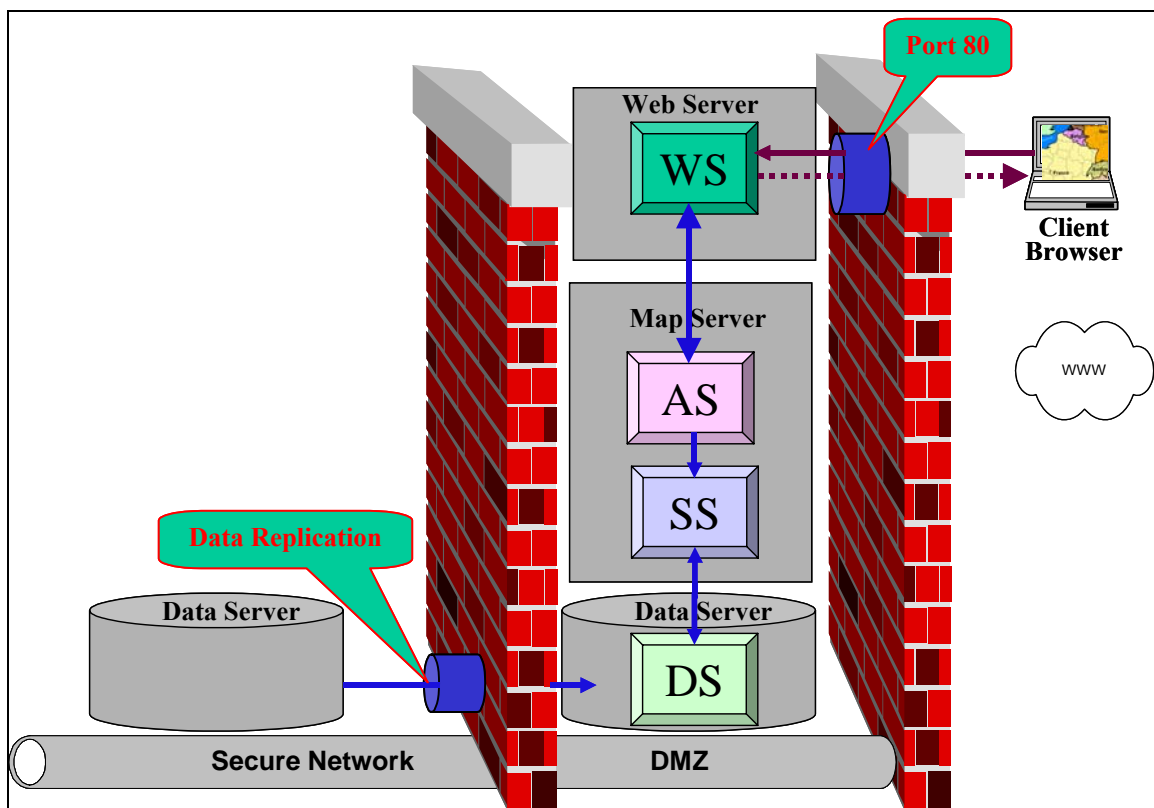 Port 80
Web Server
WS
Client
Browser
Map Server
AS
www
SS
Data Replication
Data Server
Data Server
DS
Secure Network
DMZ